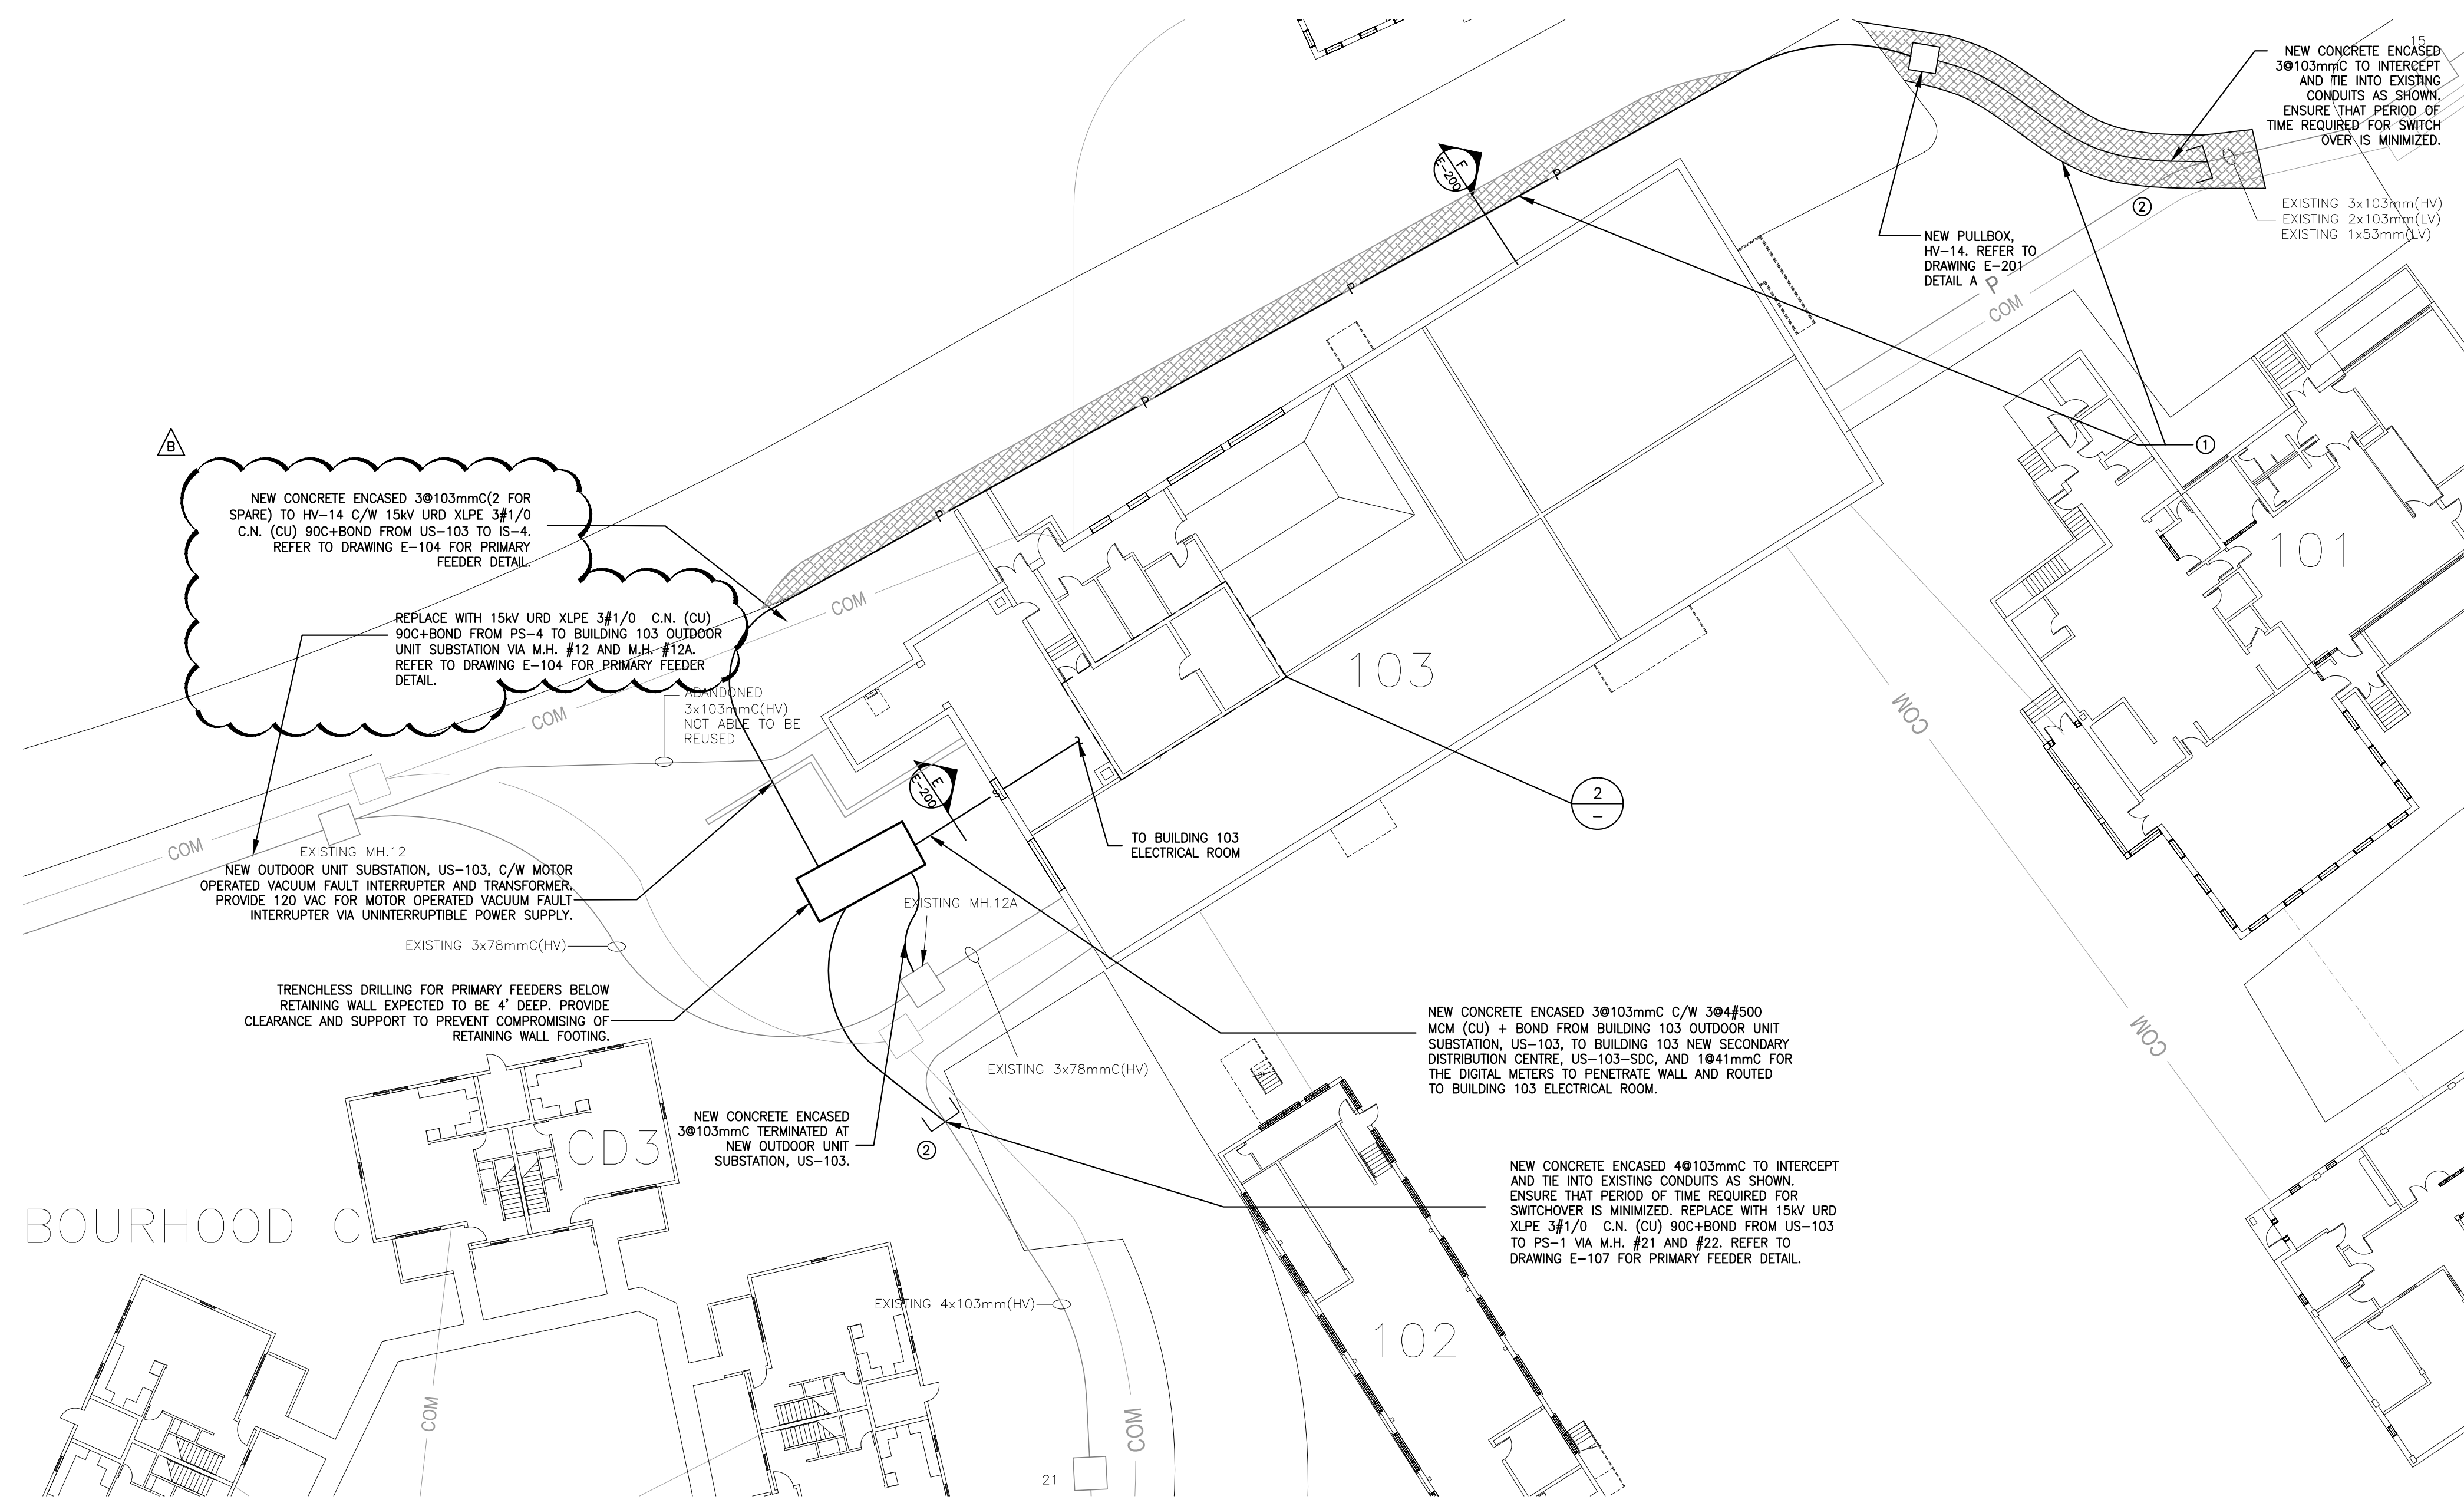 15
NEW CONCRETE ENCASED
3@103mmC TO INTERCEPT
AND TIE INTO EXISTING
CONDUITS AS SHOWN.
ENSURE THAT PERIOD OF
TIME REQUIRED FOR SWITCH
OVER IS MINIMIZED.
F
E-200
P
2
EXISTING 3x103mm(HV)
EXISTING 2x103mm(LV)
EXISTING 1x53mm(LV)
NEW PULLBOX,
HV-14. REFER TO
DRAWING E-201
DETAIL A
P
COM
P
P
1
B
NEW CONCRETE ENCASED 3@103mmC(2 FOR
SPARE) TO HV-14 C/W 15kV URD XLPE 3#1/0
C.N. (CU) 90C+BOND FROM US-103 TO IS-4.
REFER TO DRAWING E-104 FOR PRIMARY
FEEDER DETAIL.
P
101
COM
REPLACE WITH 15kV URD XLPE 3#1/0 C.N. (CU)
90C+BOND FROM PS-4 TO BUILDING 103 OUTDOOR
UNIT SUBSTATION VIA M.H. #12 AND M.H. #12A.
REFER TO DRAWING E-104 FOR PRIMARY FEEDER
DETAIL.
103
ABANDONED
3x103mmC(HV)
NOT ABLE TO BE
REUSED
COM
COM
E
E-200
2
-
TO BUILDING 103
ELECTRICAL ROOM
COM
EXISTING MH.12
NEW OUTDOOR UNIT SUBSTATION, US-103, C/W MOTOR
OPERATED VACUUM FAULT INTERRUPTER AND TRANSFORMER.
PROVIDE 120 VAC FOR MOTOR OPERATED VACUUM FAULT
INTERRUPTER VIA UNINTERRUPTIBLE POWER SUPPLY.
EXISTING MH.12A
EXISTING 3x78mmC(HV)
TRENCHLESS DRILLING FOR PRIMARY FEEDERS BELOW
RETAINING WALL EXPECTED TO BE 4' DEEP. PROVIDE
CLEARANCE AND SUPPORT TO PREVENT COMPROMISING OF
RETAINING WALL FOOTING.
NEW CONCRETE ENCASED 3@103mmC C/W 3@4#500
MCM (CU) + BOND FROM BUILDING 103 OUTDOOR UNIT
SUBSTATION, US-103, TO BUILDING 103 NEW SECONDARY
DISTRIBUTION CENTRE, US-103-SDC, AND 1@41mmC FOR
THE DIGITAL METERS TO PENETRATE WALL AND ROUTED
TO BUILDING 103 ELECTRICAL ROOM.
COM
EXISTING 3x78mmC(HV)
NEW CONCRETE ENCASED
3@103mmC TERMINATED AT
NEW OUTDOOR UNIT
SUBSTATION, US-103.
2
CD3
NEW CONCRETE ENCASED 4@103mmC TO INTERCEPT
AND TIE INTO EXISTING CONDUITS AS SHOWN.
ENSURE THAT PERIOD OF TIME REQUIRED FOR
SWITCHOVER IS MINIMIZED. REPLACE WITH 15kV URD
XLPE 3#1/0 C.N. (CU) 90C+BOND FROM US-103
TO PS-1 VIA M.H. #21 AND #22. REFER TO
DRAWING E-107 FOR PRIMARY FEEDER DETAIL.
BOURHOOD C
EXISTING 4x103mm(HV)
102
COM
COM
21